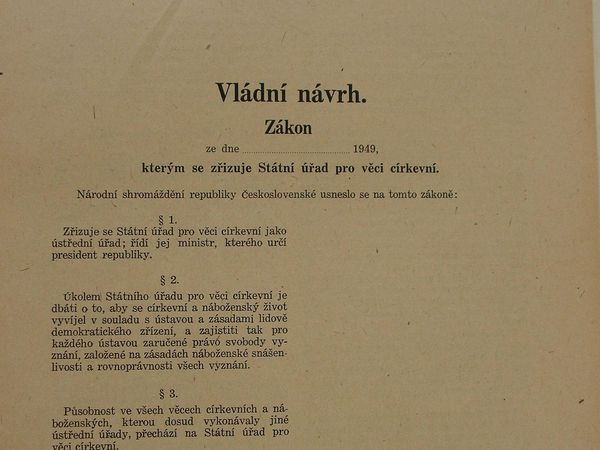 Vládní návrh.
Zákon
ze dne ........................................ 1949,
kterým se zřizuje Státní úřad pro věci církevní.
Národní shromáždění republiky Československé usneslo se na tomto zákoně:
§ 1.
Zřizuje se Státní úřad pro věci církevní jako
ústřední úřad; řídí jej ministr, kterého určí
president republiky.
§ 2.
Úkolem Státního úřadu pro věci církevní je
dbáti o to, aby se církevní a náboženský život
vyvíjel v souladu s ústavou a zásadami lidově
demokratického zřízení, a zajistiti tak pro
každého ústavou zaručené právo svobody vy-
znání, založené na zásadách náboženské snášen-
livosti a rovnoprávnosti všech vyznání.
§ 3.
Působnost ve všech věcech církevních a ná-
boženských, kterou dosud vykonávaly jiné
ústřední úřady, přechází na Státní úřad pro
věci církevní.